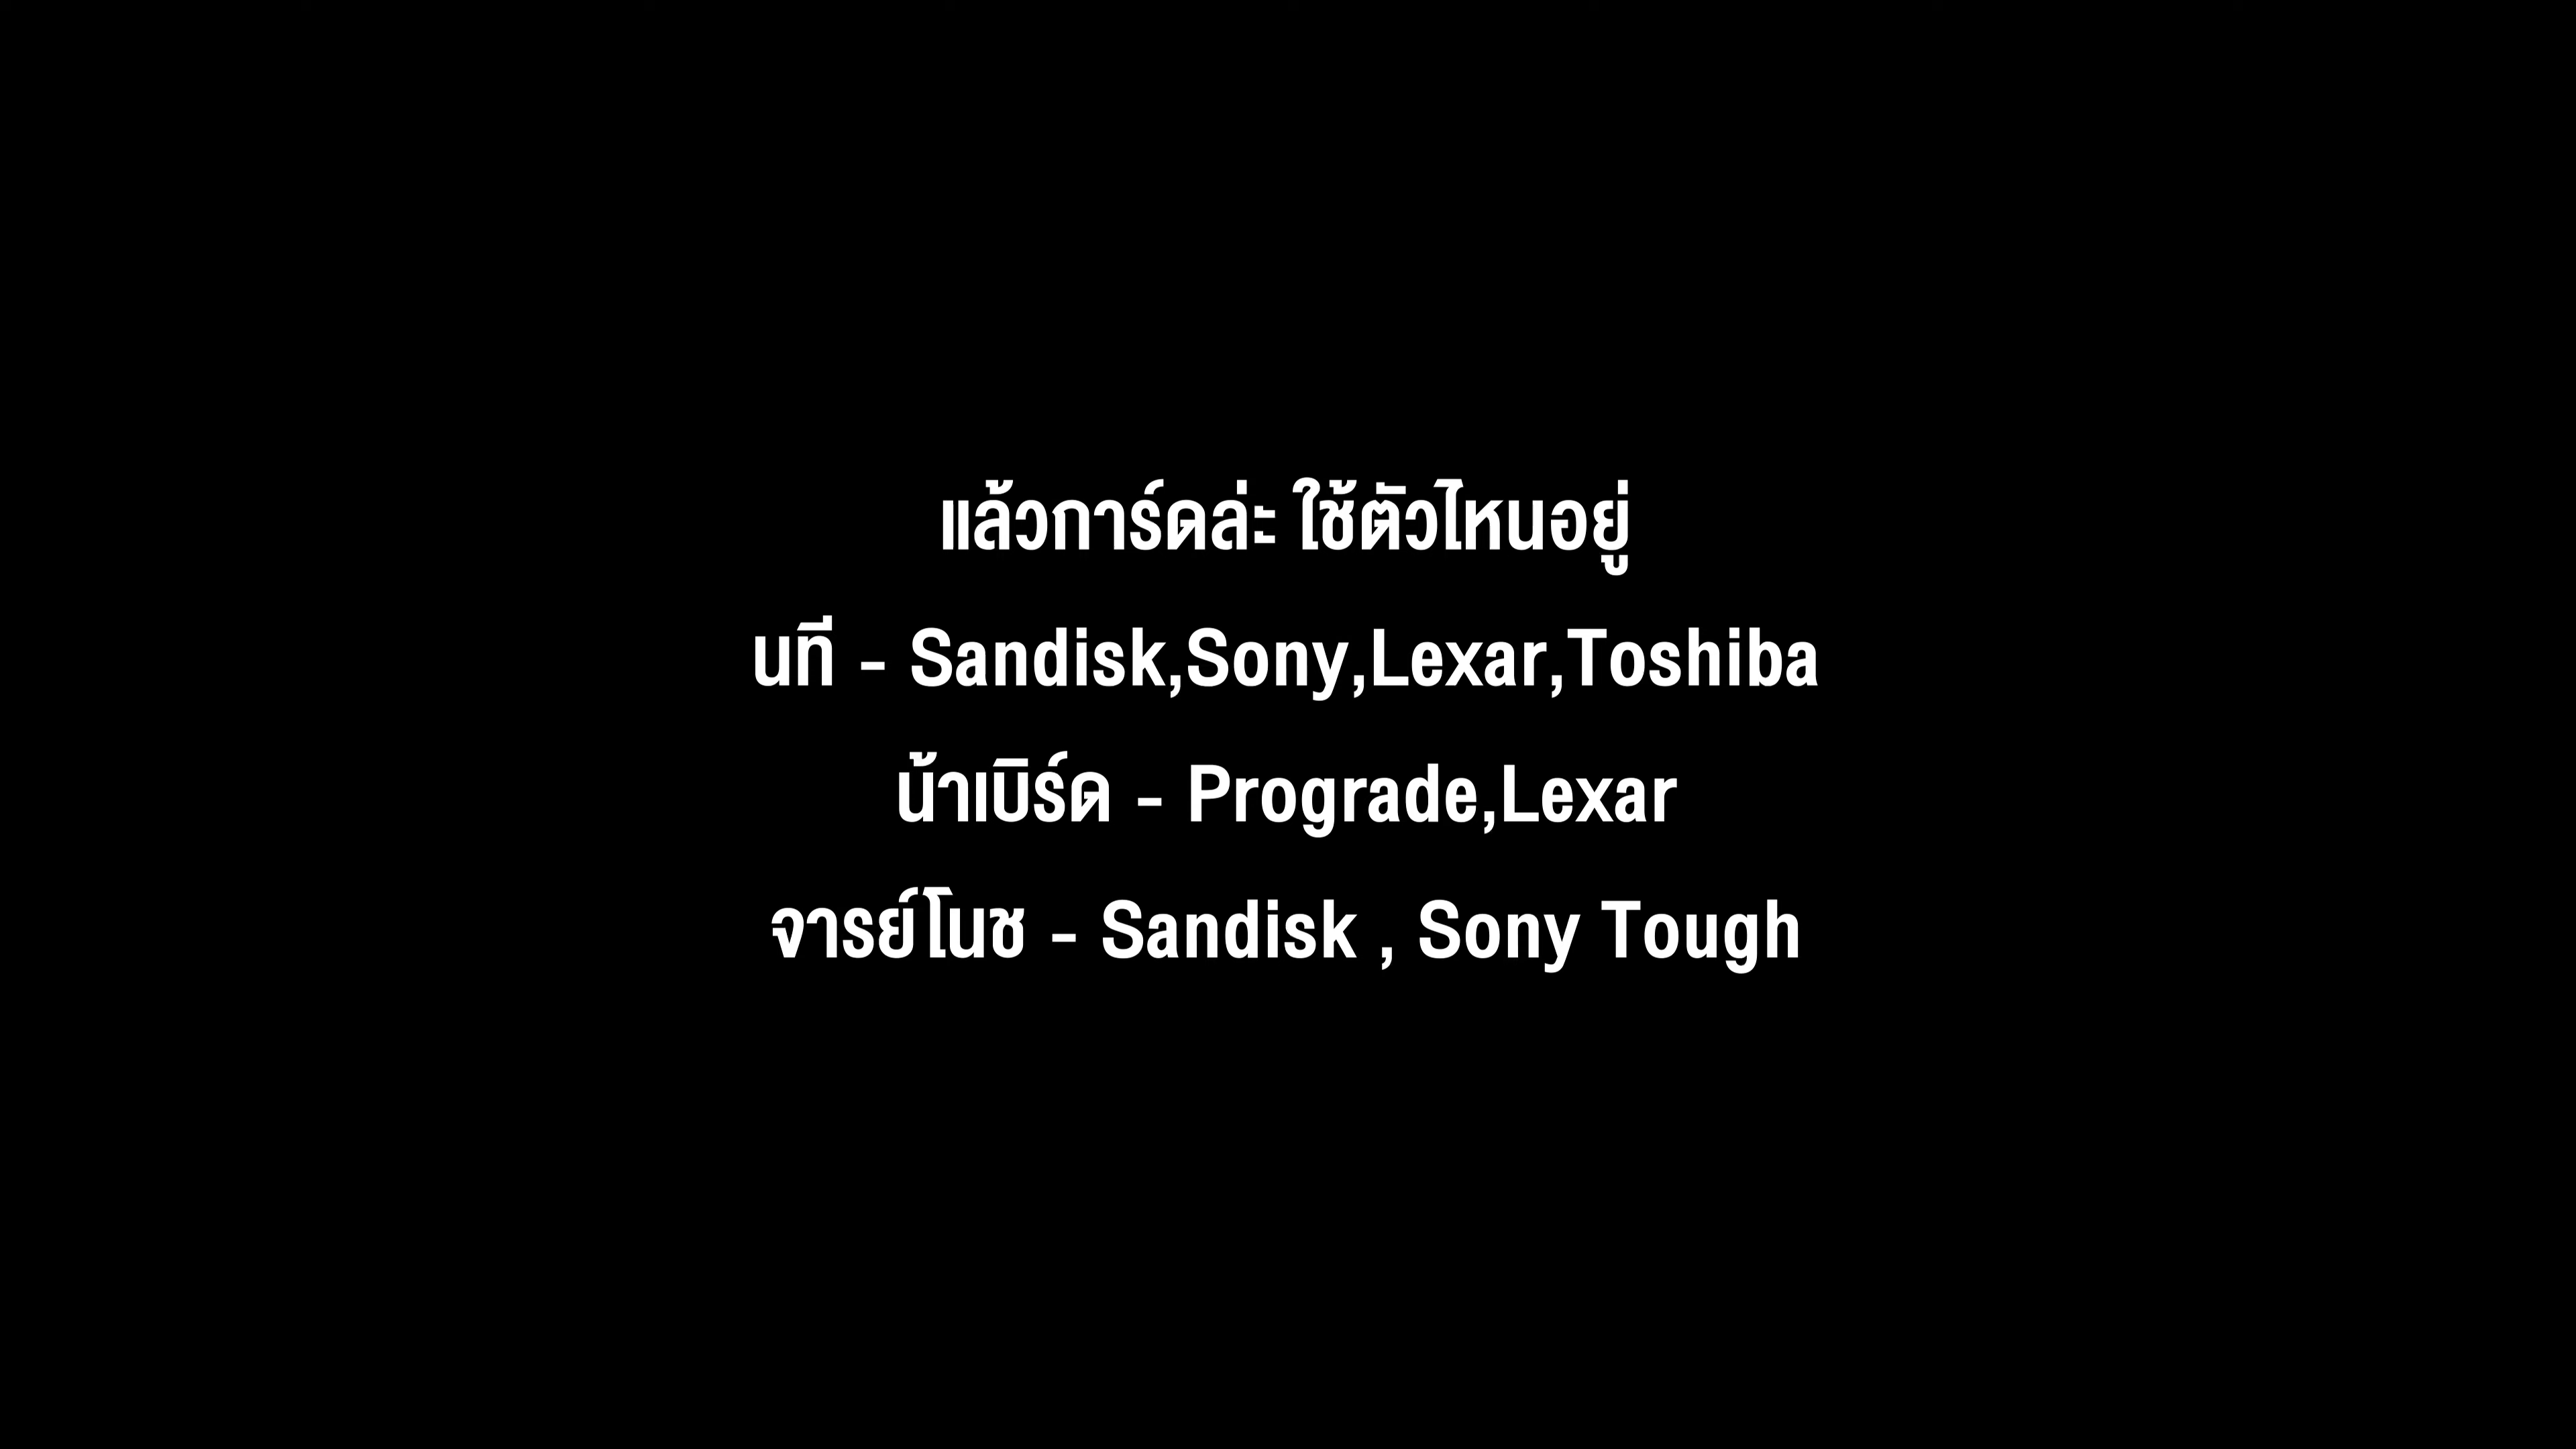 แล้วการ์ดล่ะ ใช้ตัวไหนอยู่
นที - Sandisk,Sony,Lexar,Toshiba
น้าเบิร์ด - Prograde,Lexar
จารย์โนช - Sandisk , Sony Tough